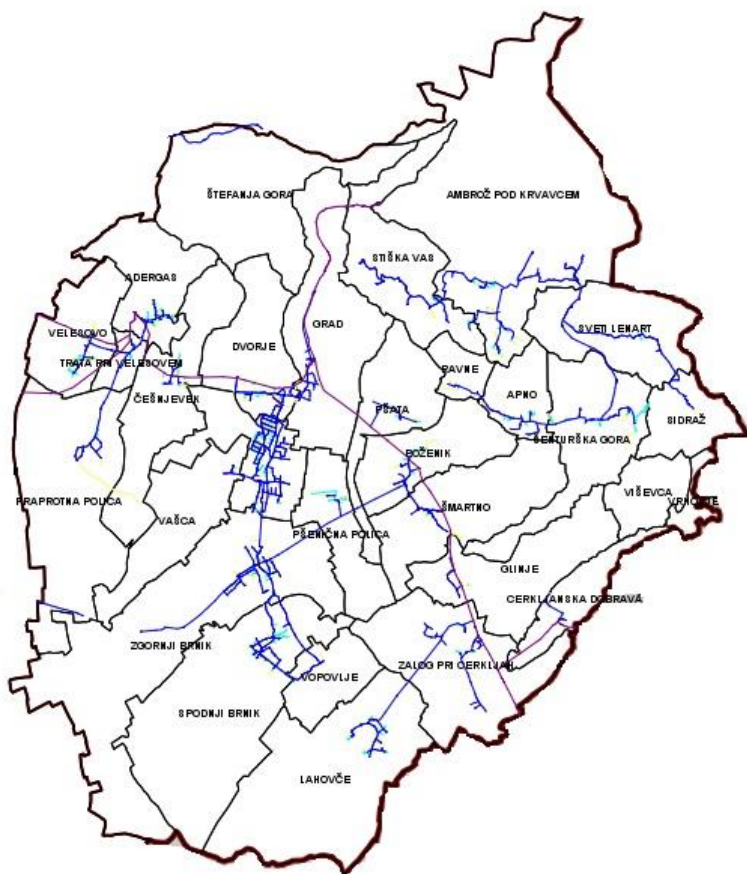 ŠTEFANJA GORA
AMBROŽ POD KRVAVCEM
STIŠKA VAS
ADERGAS
VELESOVO
GRAD
SVETI LENART
DVORJE
TRATA PRI VELESOVEM
RAVNE
APNO
ČEŠNJEVEK
PŠATA
SIDRAŽ
ŠENTURŠKA GORA
POŽENIK
PRAPROTNA POLICA
VIŠEVCA
VRHOVJE
VAŠCA
ŠMARTNO
PŠENIČNA POLICA
GLINJE
CERKLJANSKA DOBRAVA
ZGORNJI BRNIK
ZALOG PRI CERKLJAH
VOPOVLJE
SPODNJI BRNIK
LAHOVČE